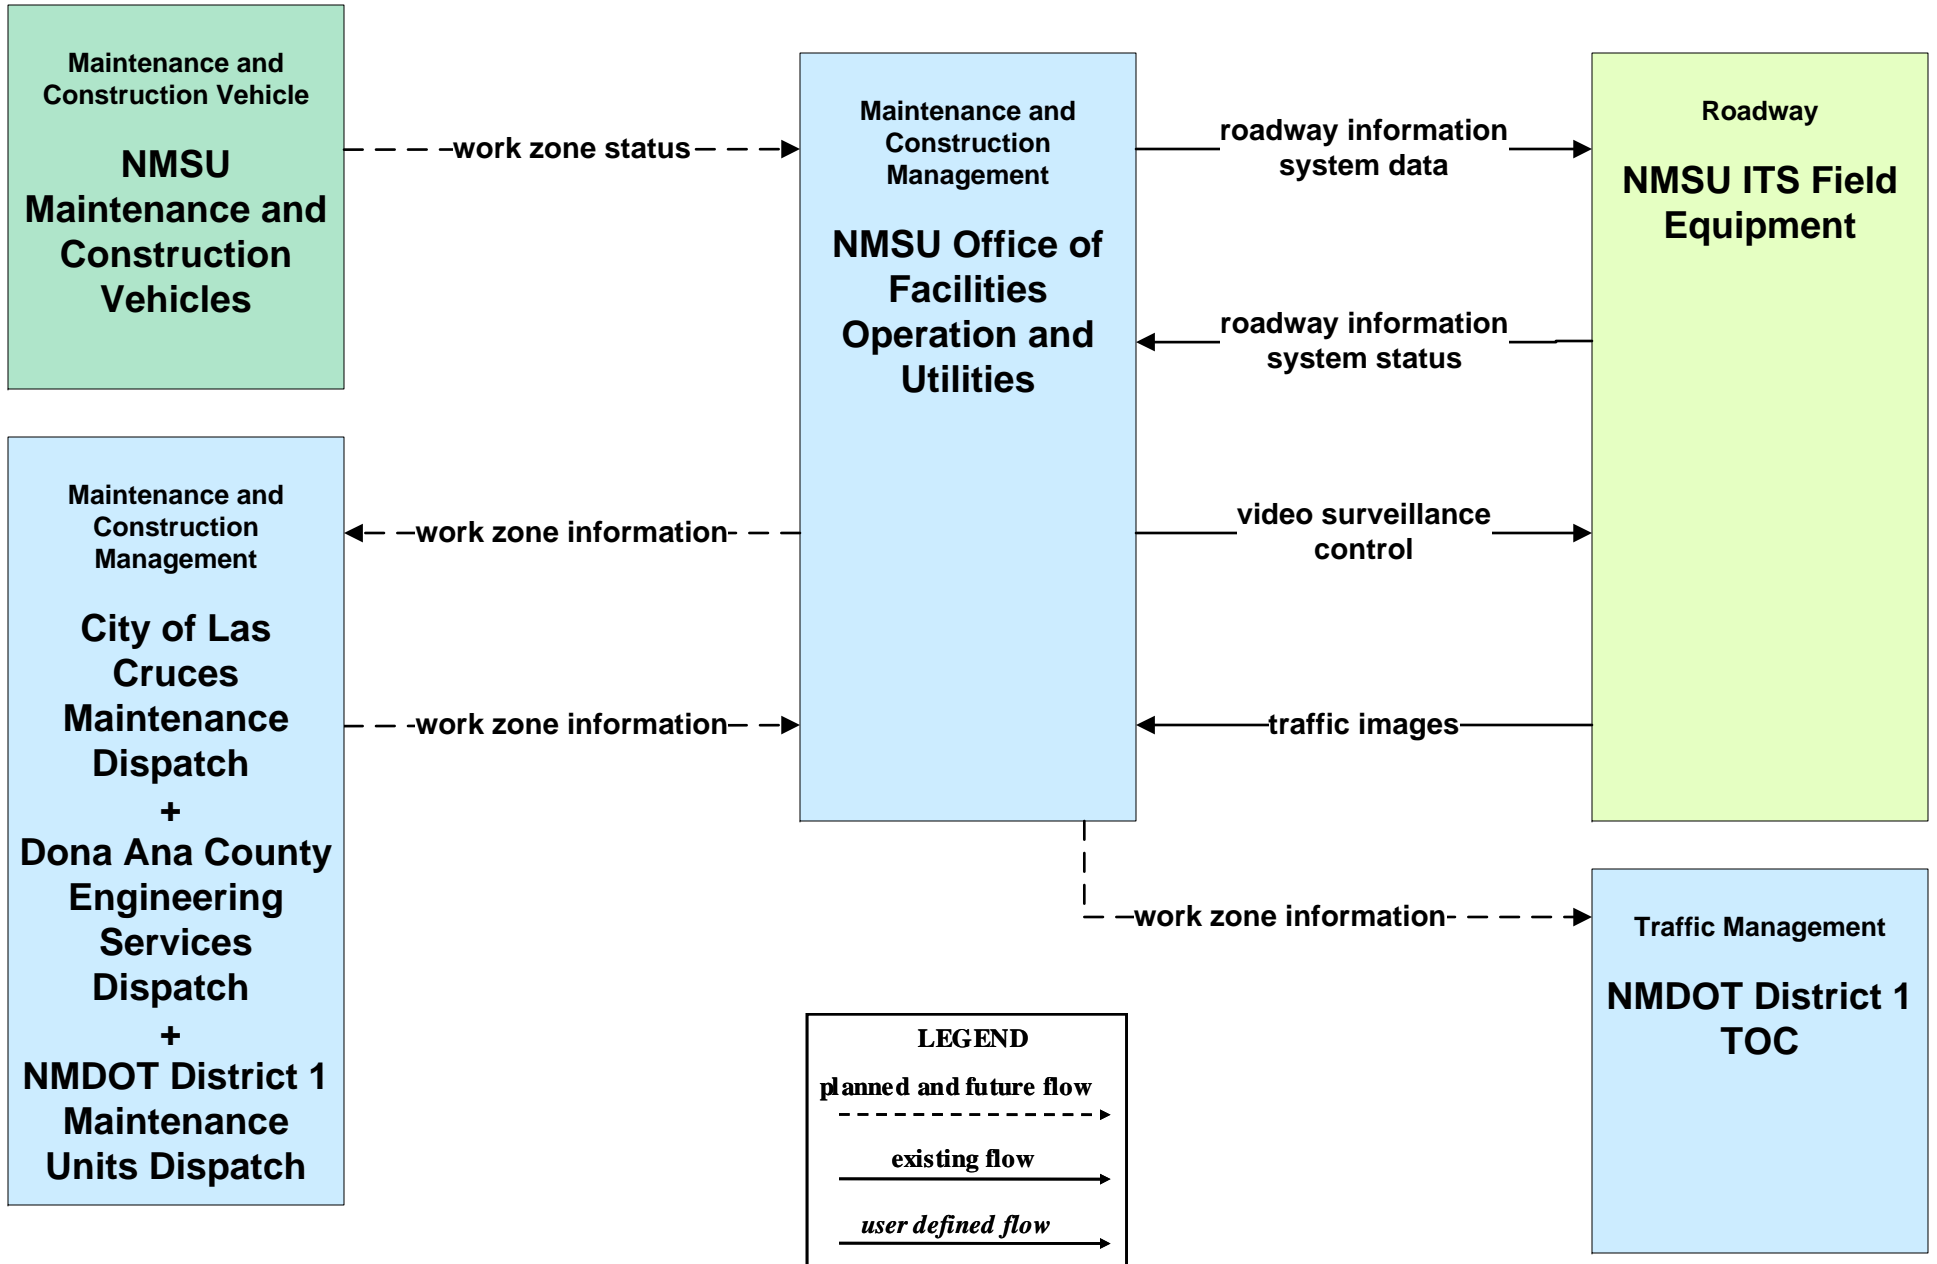 Maintenance and
Construction Vehicle
NMSU
Maintenance and
Construction
Vehicles
work zone status
Maintenance and
Construction
Management
NMSU Office of
Facilities
Operation and
Utilities
roadway information
system data
Roadway
NMSU ITS Field
Equipment
roadway information
system status
Maintenance and
Construction
Management
City of Las
Cruces
Maintenance
Dispatch
+
Dona Ana County
Engineering
Services
Dispatch
+
NMDOT District 1
Maintenance
Units Dispatch
work zone information
video surveillance
control
work zone information
traffic images
work zone information
Traffic Management
NMDOT District 1
TOC
LEGEND
planned and future flow
existing flow
user defined flow